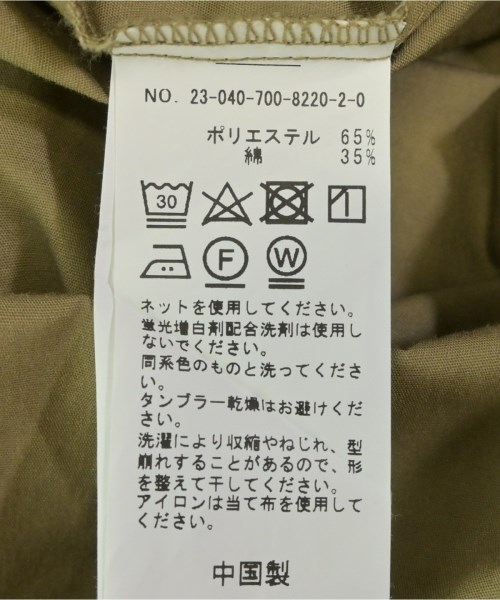 NO. 23-040-700-8220-2-0
ポリエステル 65%
綿 35%
30
F W
ネットを使用してください。
蛍光増白剤配合洗剤は使用し
ないでください。
同系色のものと洗ってくださ
い。
タンブラー乾燥はお避けくだ
さい。
洗濯により収縮やねじれ、型
崩れすることがあるので、形
を整えて干してください。
アイロンは当て布を使用して
ください。
中国製